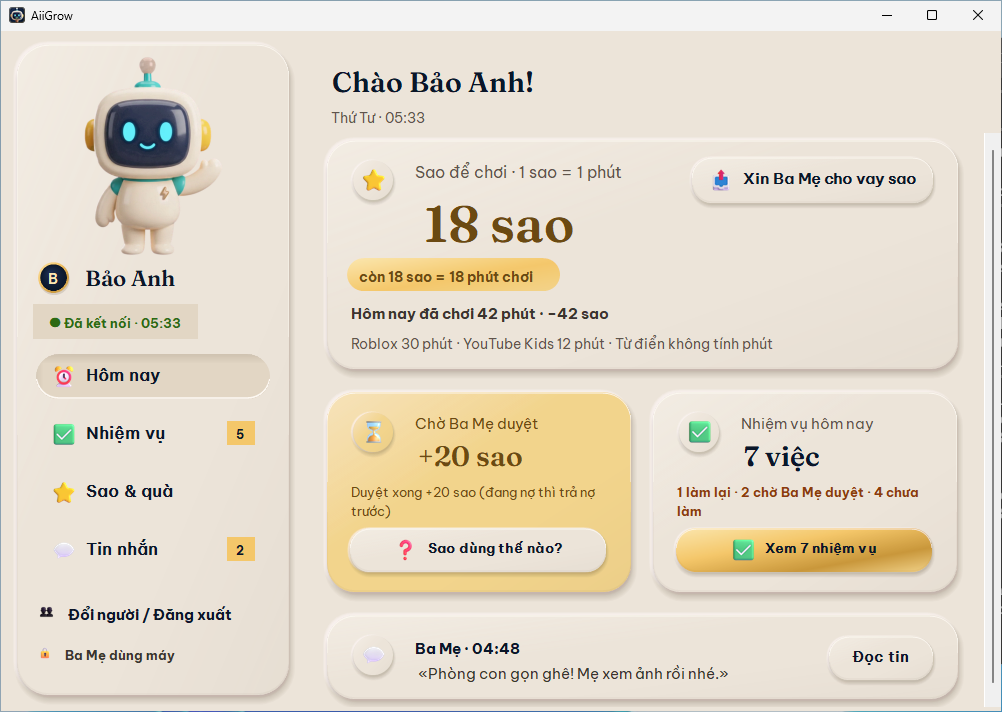 AiiGrow
Chào Bảo Anh!
Thứ Tư · 05:33
Sao để chơi · 1 sao = 1 phút
Xin Ba Mẹ cho vay sao
18 sao
còn 18 sao = 18 phút chơi
Hôm nay đã chơi 42 phút · −42 sao
Roblox 30 phút · YouTube Kids 12 phút · Từ điển không tính phút
B
Bảo Anh
Đã kết nối · 05:33
Hôm nay
Nhiệm vụ
5
Sao & quà
Tin nhắn
2
Đổi người / Đăng xuất
Ba Mẹ dùng máy
Chờ Ba Mẹ duyệt
+20 sao
Duyệt xong +20 sao (đang nợ thì trả nợ
trước)
Sao dùng thế nào?
Nhiệm vụ hôm nay
7 việc
1 làm lại · 2 chờ Ba Mẹ duyệt · 4 chưa
làm
Xem 7 nhiệm vụ
Ba Mẹ · 04:48
«Phòng con gọn ghê! Mẹ xem ảnh rồi nhé.»
Đọc tin